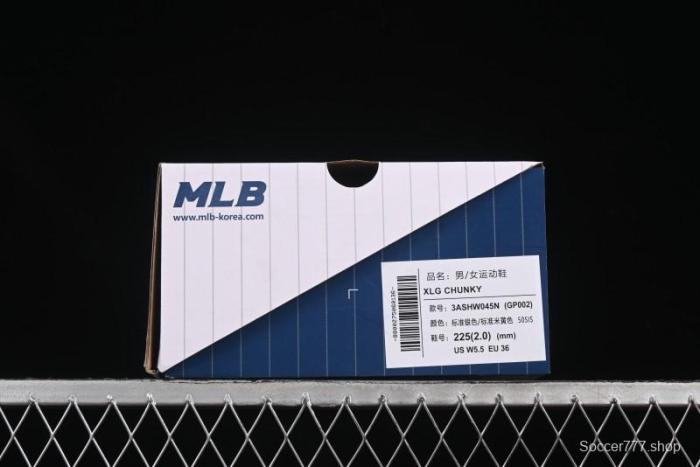 MLB
www.mlb-korea.com
品名：男/女运动鞋
XLG CHUNKY
款号：3ASHW045N (GP002)
颜色：标准银色/标准米黄色 50SIS
鞋号：225(2.0) (mm)
US W5.5 EU 36
Soccer777.shop